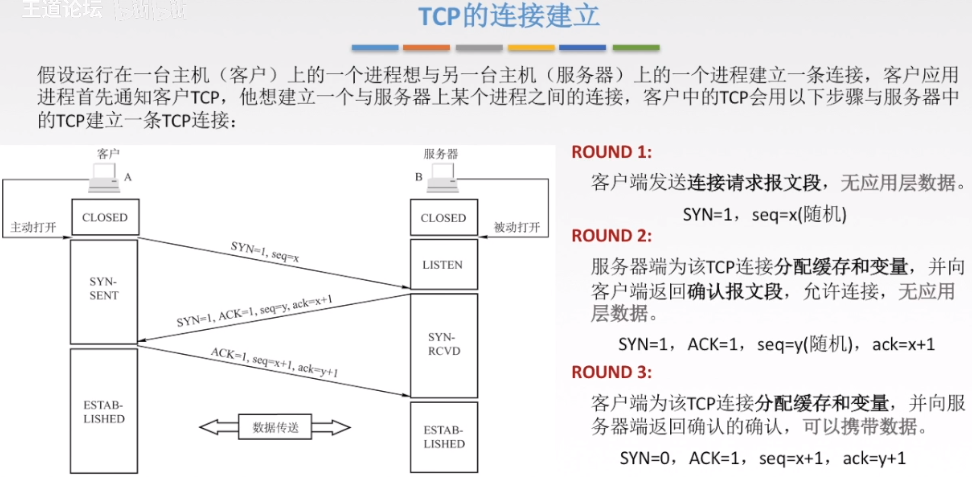 王道论坛
TCP的连接建立
假设运行在一台主机（客户）上的一个进程想与另一台主机（服务器）上的一个进程建立一条连接，客户应用
进程首先通知客户TCP，他想建立一个与服务器上某个进程之间的连接，客户中的TCP会用以下步骤与服务器中
的TCP建立一条TCP连接：
客户
A
服务器
B
主动打开
CLOSED
CLOSED
被动打开
SYN=1, seq=x
LISTEN
SYN-
SENT
SYN=1, ACK=1, seq=y, ack=x+1
SYN-
RCVD
ACK=1, seq=x+1, ack=y+1
ESTAB-
LISHED
数据传送
ESTAB-
LISHED
ROUND 1:
客户端发送连接请求报文段，无应用层数据。
SYN=1，seq=x(随机)
ROUND 2:
服务器端为该TCP连接分配缓存和变量，并向
客户端返回确认报文段，允许连接，无应用
层数据。
SYN=1，ACK=1，seq=y(随机)，ack=x+1
ROUND 3:
客户端为该TCP连接分配缓存和变量，并向服
务器端返回确认的确认，可以携带数据。
SYN=0，ACK=1，seq=x+1，ack=y+1